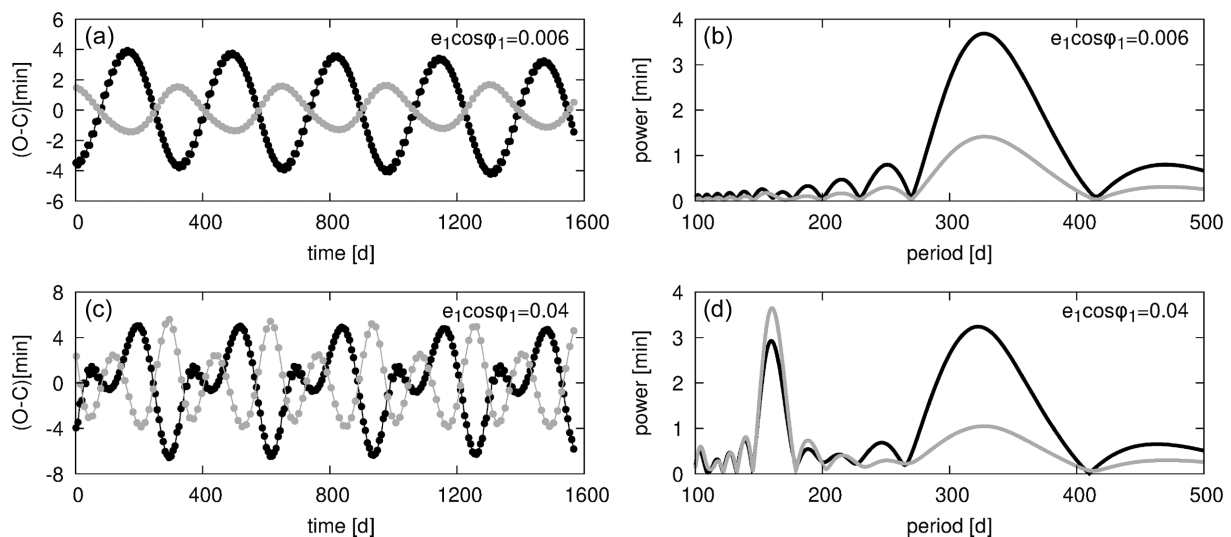 (a)
e₁cosφ₁=0.006
(O-C)[min]
6
4
2
0
-2
-4
-6
0 400 800 1200 1600
time [d]
(b)
e₁cosφ₁=0.006
power [min]
4
3
2
1
0
100 200 300 400 500
period [d]
(c)
e₁cosφ₁=0.04
(O-C)[min]
8
4
0
-4
-8
0 400 800 1200 1600
time [d]
(d)
e₁cosφ₁=0.04
power [min]
4
3
2
1
0
100 200 300 400 500
period [d]